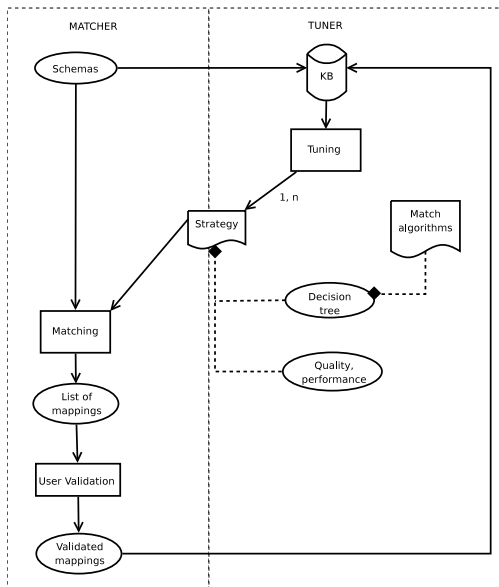 MATCHER
TUNER
Schemas
KB
Tuning
1, n
Strategy
Match
algorithms
Decision
tree
Matching
Quality,
performance
List of
mappings
User Validation
Validated
mappings